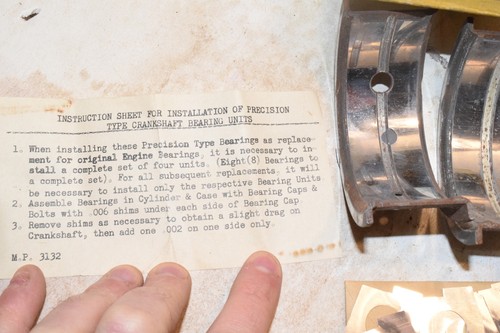 INSTRUCTION SHEET FOR INSTALLATION OF PRECISION
TYPE CRANKSHAFT BEARING UNITS
1. When installing these Precision Type Bearings as replace-
ment for original Engine Bearings, it is necessary to in-
stall a complete set of four units. (Eight(8) Bearings to
a complete set). For all subsequent replacements, it will
be necessary to install only the respective Bearing Units
2. Assemble Bearings in Cylinder & Case with Bearing Caps &
Bolts with .006 shims under each side of Bearing Cap.
3. Remove shims as necessary to obtain a slight drag on
Crankshaft, then add one .002 on one side only.
M.P. 3132